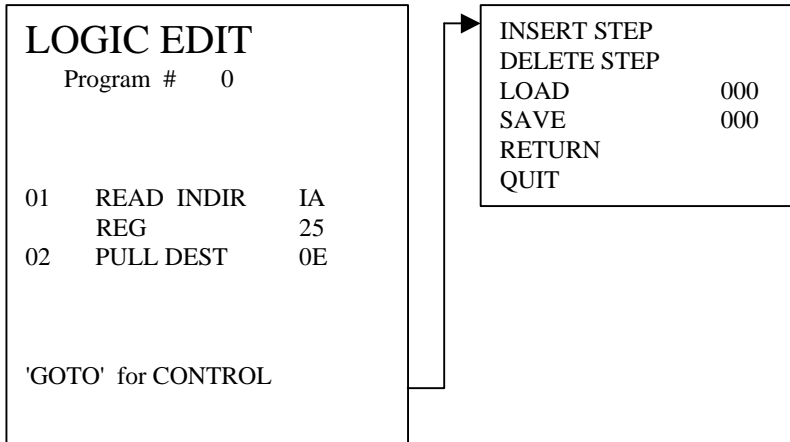 LOGIC EDIT
Program # 0
01 READ INDIR IA
REG 25
02 PULL DEST 0E
'GOTO' for CONTROL
INSERT STEP
DELETE STEP
LOAD 000
SAVE 000
RETURN
QUIT